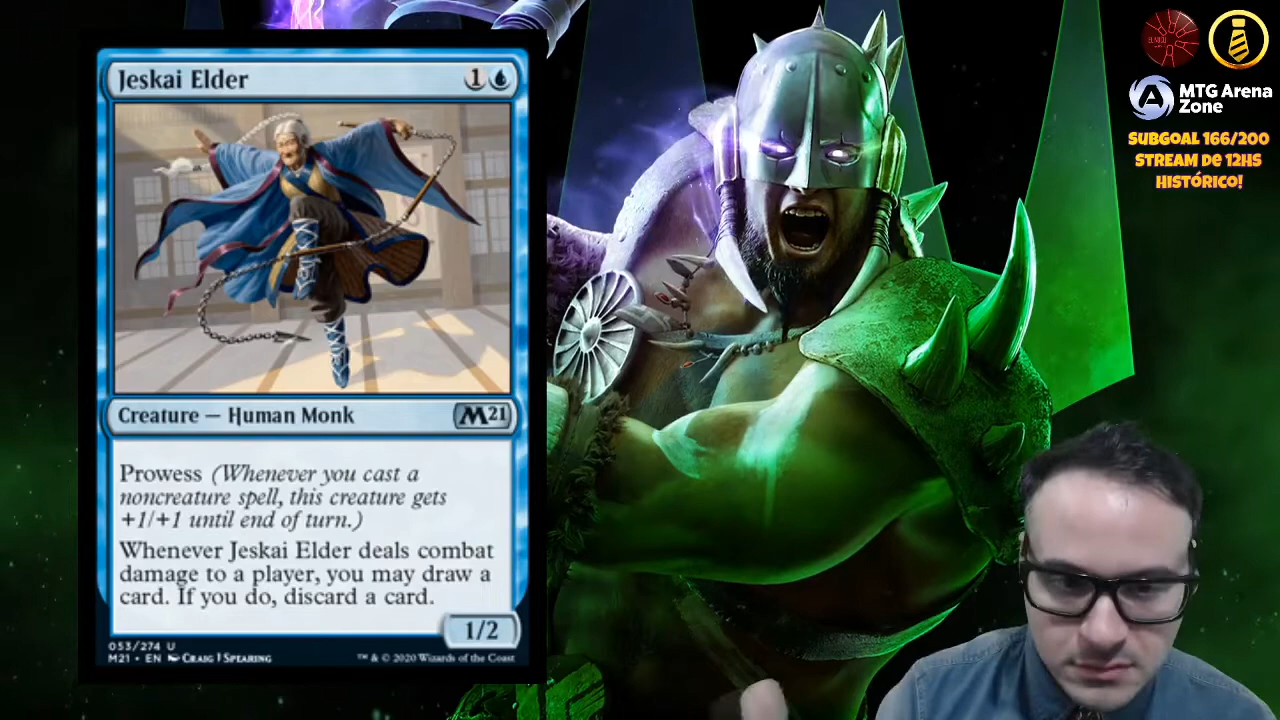 Jeskai Elder
1
Creature — Human Monk
M21
Prowess (Whenever you cast a
noncreature spell, this creature gets
+1/+1 until end of turn.)
Whenever Jeskai Elder deals combat
damage to a player, you may draw a
card. If you do, discard a card.
1/2
053/274 U
M21 • EN CRAIG J SPEARING
™ & © 2020 Wizards of the Coast
MTG Arena
Zone
SUBGOAL 166/200
STREAM DE 12HS
HISTÓRICO!